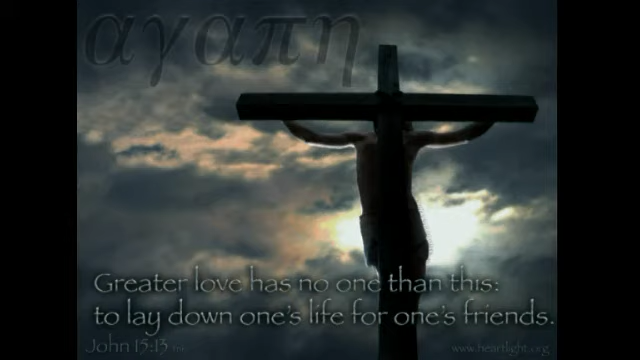 αγαπη
Greater love has no one than this:
to lay down one's life for one's friends.
John 15:13
www.heartlight.org